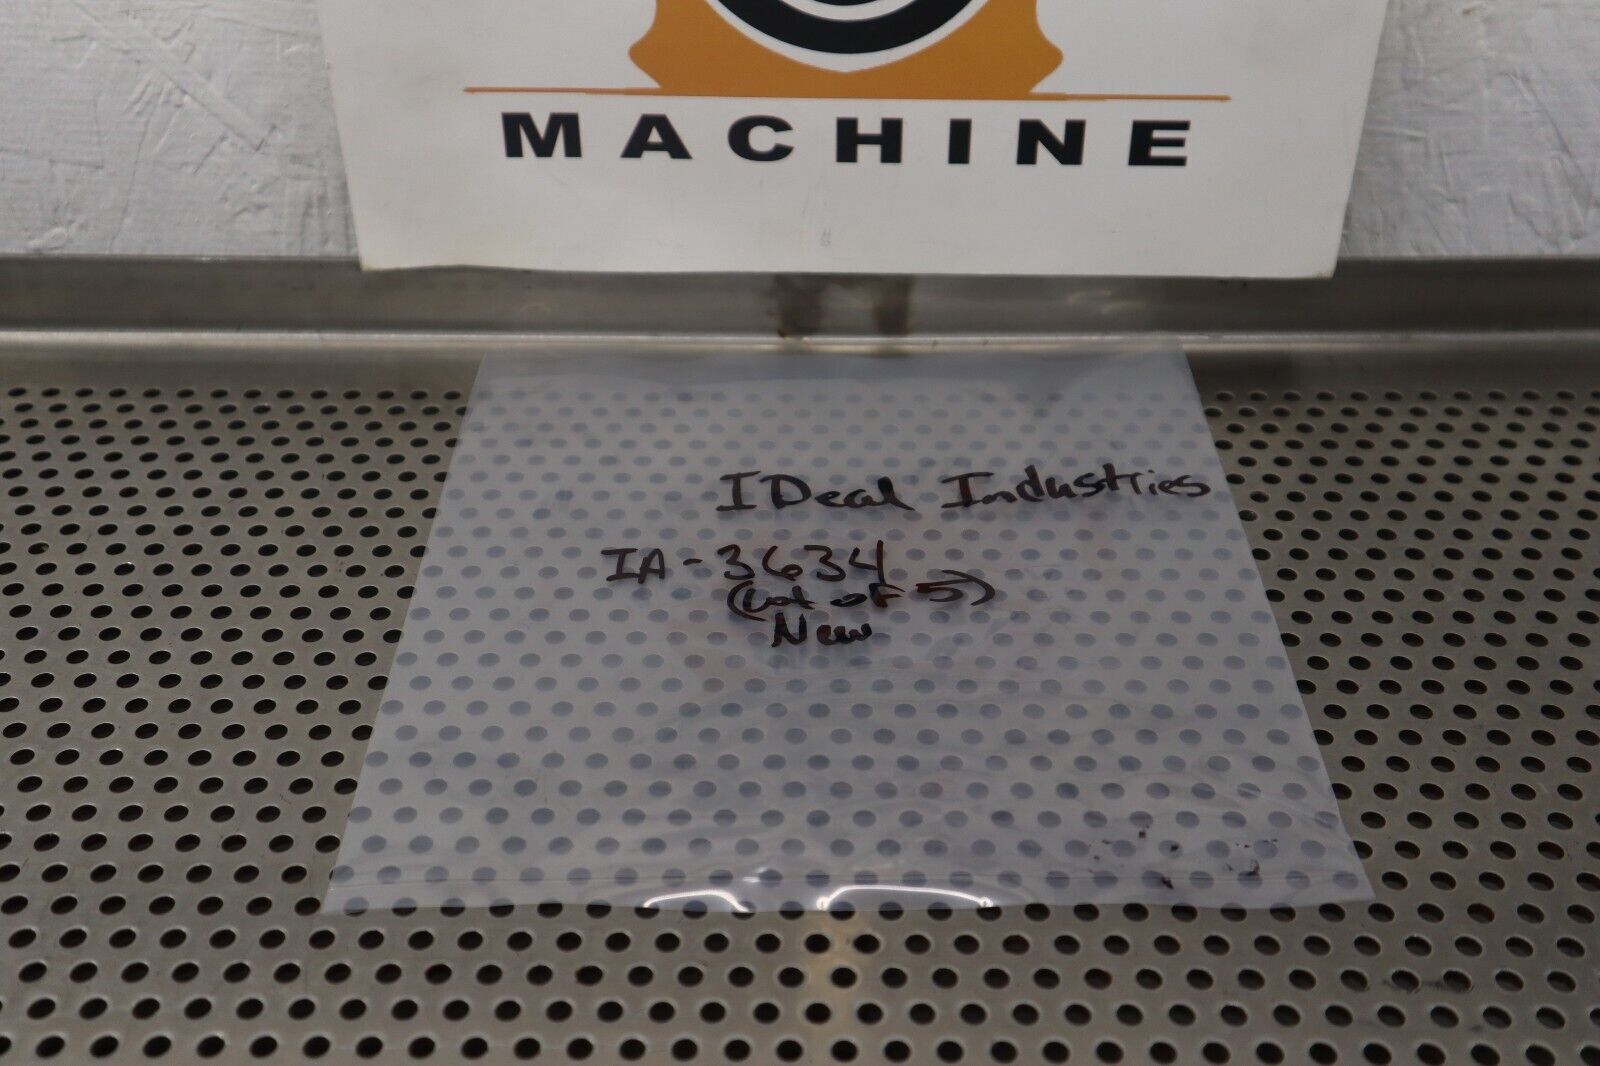 MACHINE
IDeal Industries
IA-3634
(Lot of 5)
New